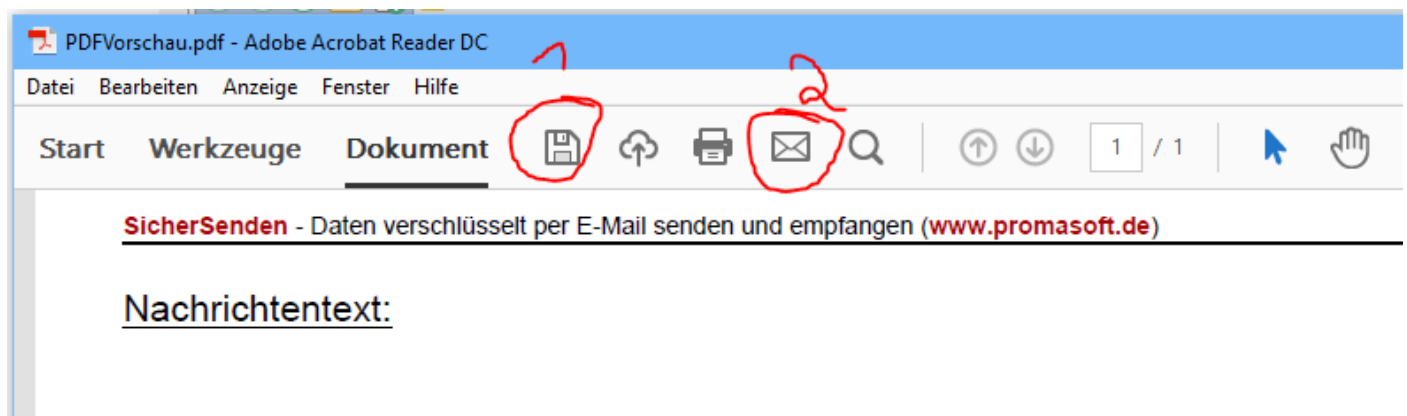 PDFVorschau.pdf - Adobe Acrobat Reader DC
1 2
Datei Bearbeiten Anzeige Fenster Hilfe
Start Werkzeuge Dokument 1 / 1
SicherSenden - Daten verschlüsselt per E-Mail senden und empfangen (www.promasoft.de)
Nachrichtentext: